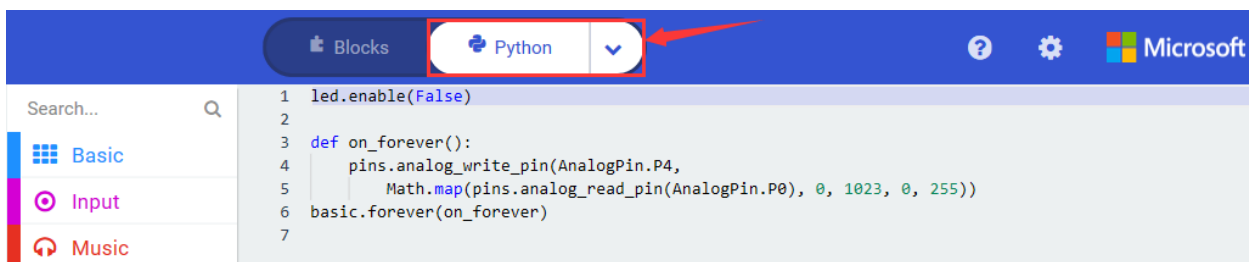 Blocks Python Microsoft
Search...
Basic
Input
Music
1 led.enable(False)
2
3 def on_forever():
4 pins.analog_write_pin(AnalogPin.P4,
5 Math.map(pins.analog_read_pin(AnalogPin.P0), 0, 1023, 0, 255))
6 basic.forever(on_forever)
7